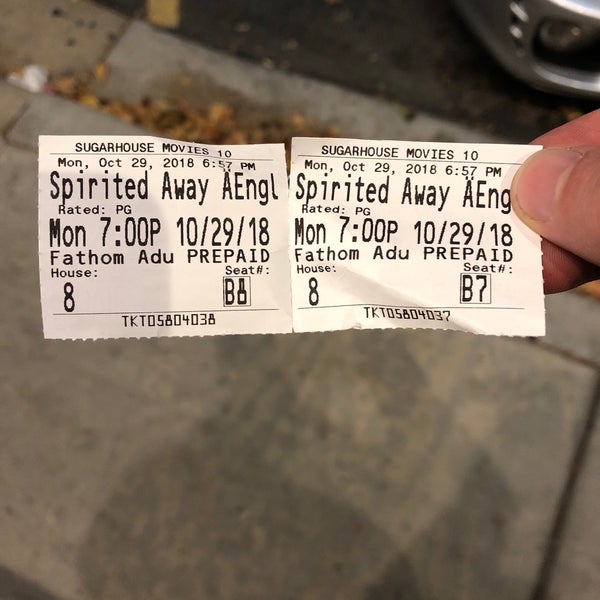 SUGARHOUSE MOVIES 10
Mon, Oct 29, 2018 6:57 PM
Spirited Away ÄEngl
Rated: PG
Mon 7:00P 10/29/18
Fathom Adu PREPAID
House: Seat#:
8 B8
TKT05804038
SUGARHOUSE MOVIES 10
Mon, Oct 29, 2018 6:57 PM
Spirited Away ÄEng
Rated: PG
Mon 7:00P 10/29/18
Fathom Adu PREPAID
House: Seat#:
8 B7
TKT05804037